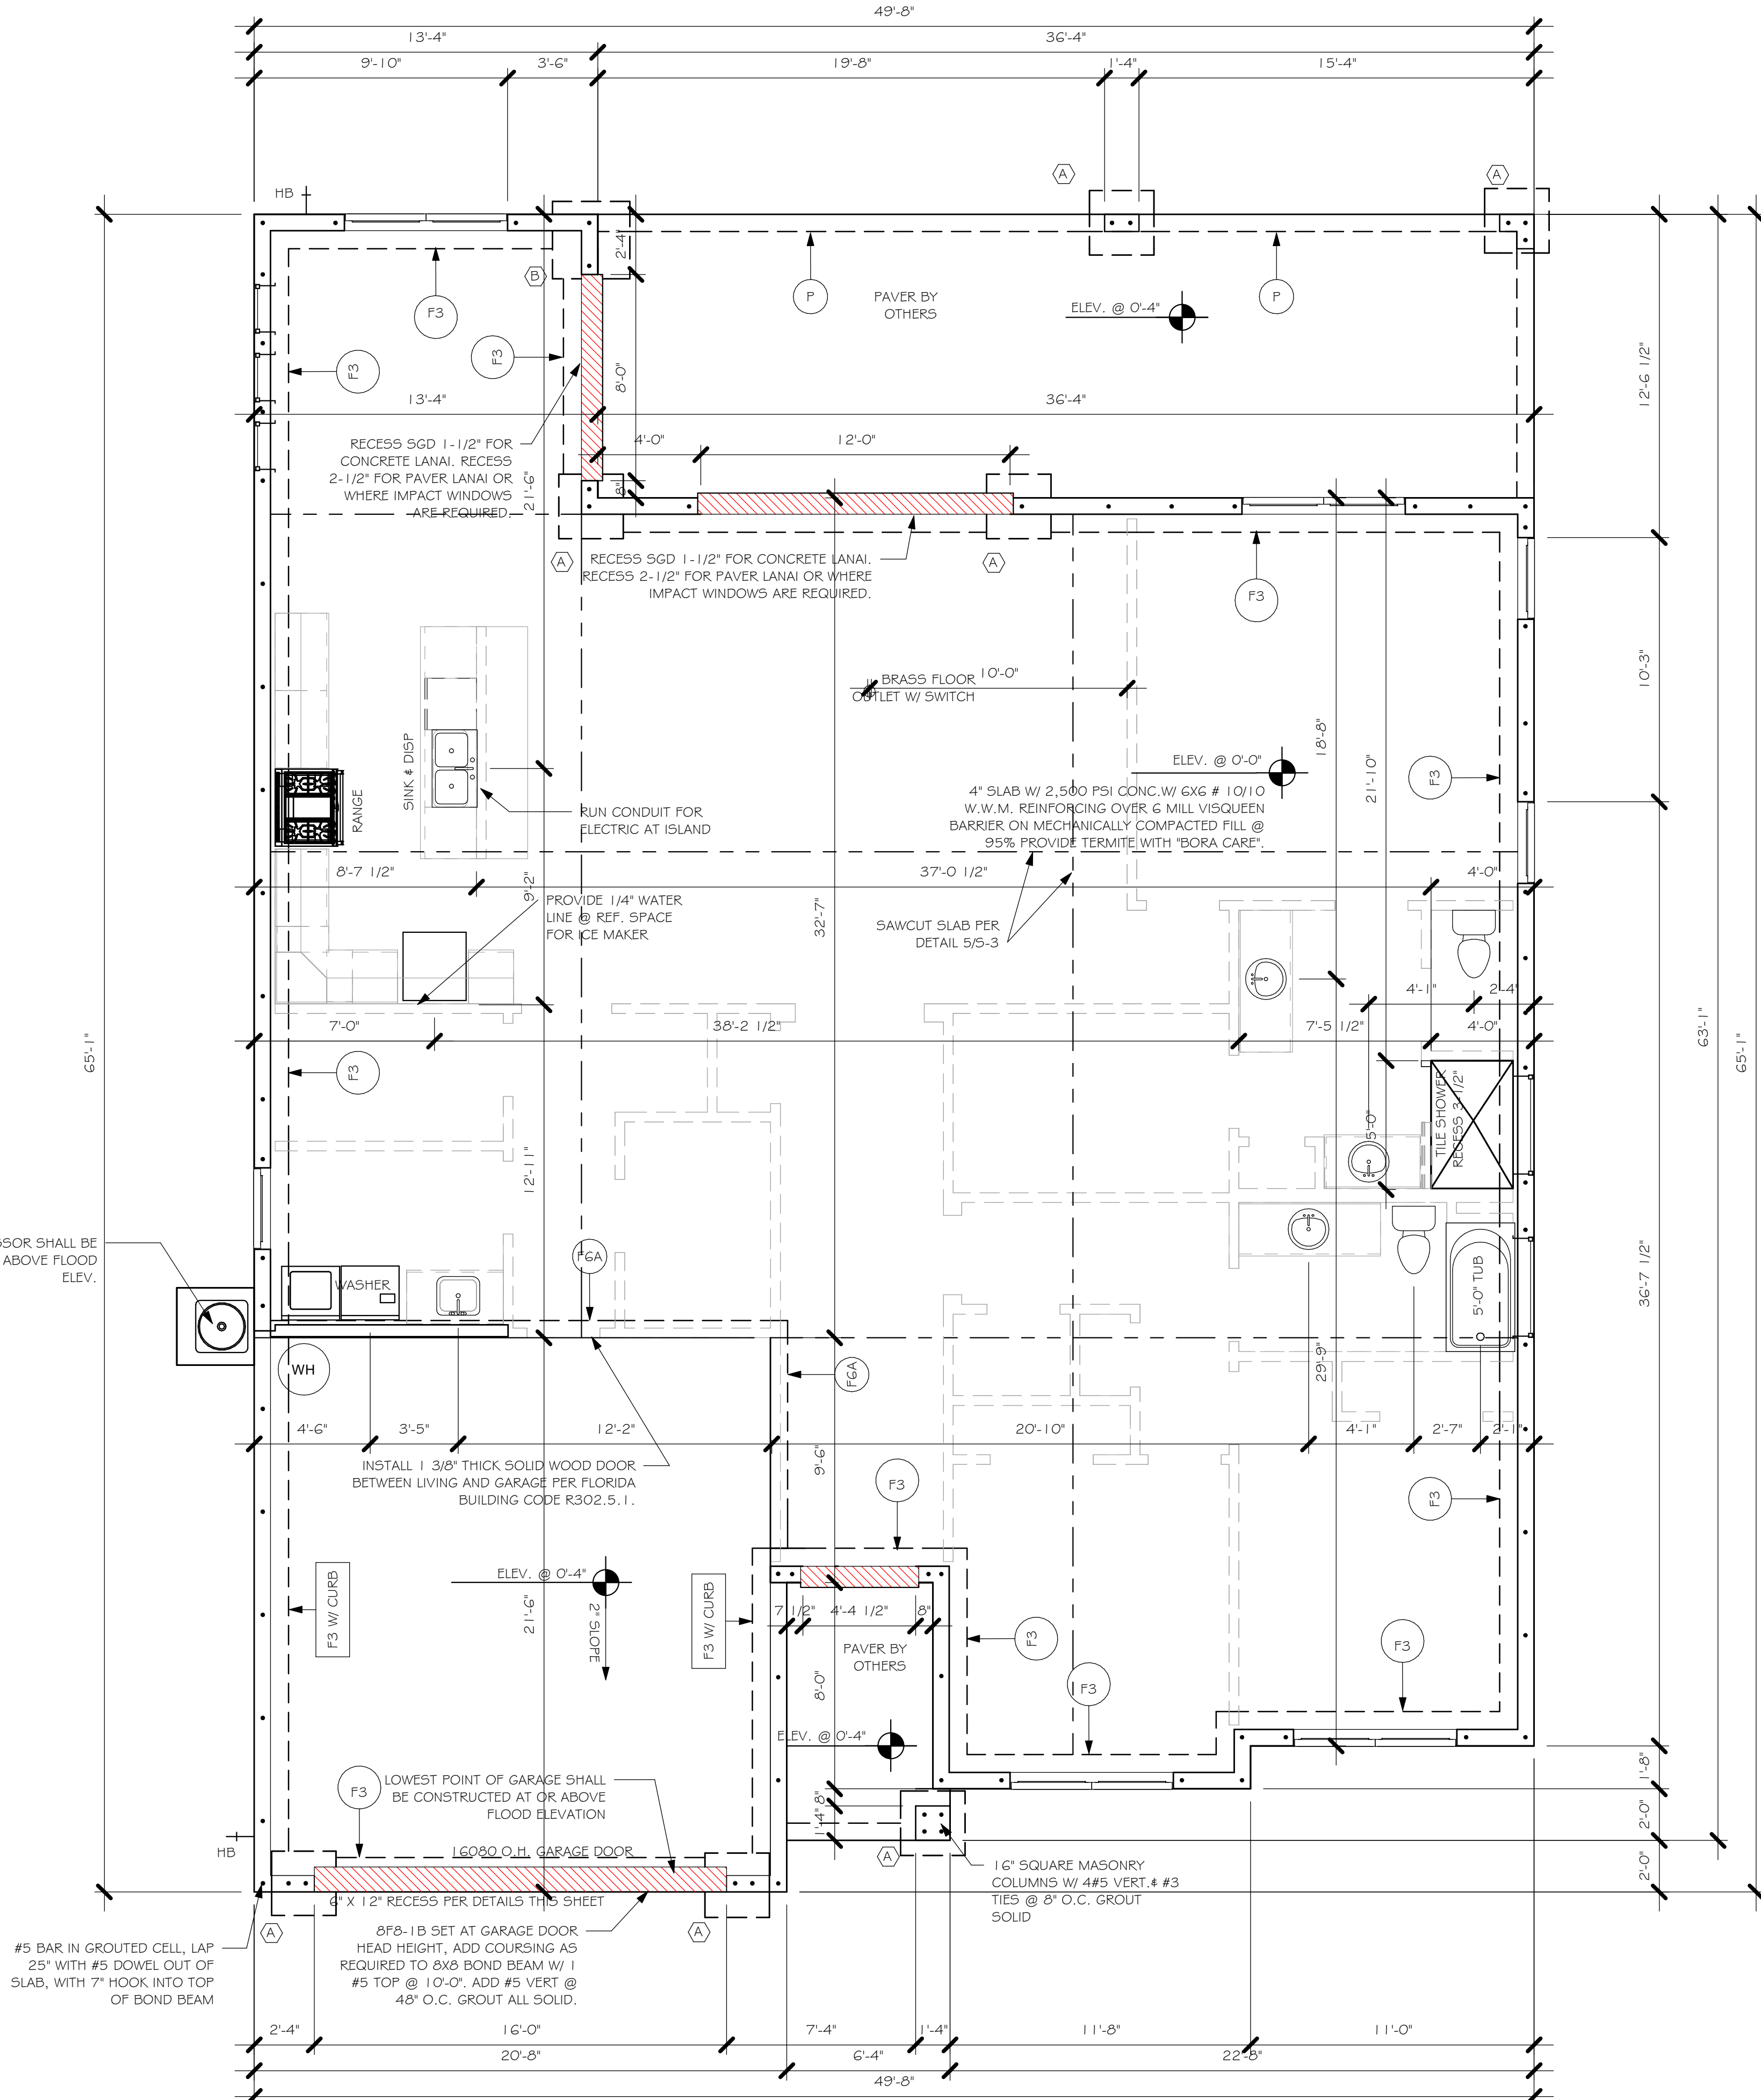 49'-8"
13'-4"
36'-4"
9'-10"
3'-6"
19'-8"
1'-4"
15'-4"
HB
A
A
2'-4"
B
F3
P
PAVER BY
OTHERS
ELEV. @ 0'-4"
P
F3
F3
8'-0"
12'-6 1/2"
13'-4"
36'-4"
RECESS SGD 1-1/2" FOR
CONCRETE LANAI. RECESS
2-1/2" FOR PAVER LANAI OR
WHERE IMPACT WINDOWS
ARE REQUIRED.
4'-0"
12'-0"
21'-6"
8"
A
RECESS SGD 1-1/2" FOR CONCRETE LANAI.
RECESS 2-1/2" FOR PAVER LANAI OR WHERE
IMPACT WINDOWS ARE REQUIRED.
A
F3
BRASS FLOOR
OUTLET W/ SWITCH
10'-0"
10'-3"
18'-8"
21'-10"
SINK & DISP
RANGE
RUN CONDUIT FOR
ELECTRIC AT ISLAND
ELEV. @ 0'-0"
F3
4" SLAB W/ 2,500 PSI CONC.W/ 6X6 # 10/10
W.W.M. REINFORCING OVER 6 MILL VISQUEEN
BARRIER ON MECHANICALLY COMPACTED FILL @
95% PROVIDE TERMITE WITH "BORA CARE".
8'-7 1/2"
37'-0 1/2"
4'-0"
9'-2"
PROVIDE 1/4" WATER
LINE @ REF. SPACE
FOR ICE MAKER
32'-7"
SAWCUT SLAB PER
DETAIL 5/S-3
4'-1"
2'-4"
7'-0"
38'-2 1/2"
7'-5 1/2"
4'-0"
65'-1"
63'-1"
65'-1"
F3
TILE SHOWER
RECESS 3-1/2"
5'-0"
12'-11"
SSOR SHALL BE
ABOVE FLOOD
ELEV.
F6A
WASHER
5'-0" TUB
36'-7 1/2"
WH
F6A
29'-9"
4'-6"
3'-5"
12'-2"
20'-10"
4'-1"
2'-7"
2'-1"
9'-6"
INSTALL 1 3/8" THICK SOLID WOOD DOOR
BETWEEN LIVING AND GARAGE PER FLORIDA
BUILDING CODE R302.5.1.
F3
F3
ELEV. @ 0'-4"
2" SLOPE
F3 W/ CURB
21'-6"
F3 W/ CURB
7 1/2"
4'-4 1/2"
8"
PAVER BY
OTHERS
F3
F3
8'-0"
F3
ELEV. @ 0'-4"
1'-8"
F3
LOWEST POINT OF GARAGE SHALL
BE CONSTRUCTED AT OR ABOVE
FLOOD ELEVATION
8"
1'-4"
2'-0"
HB
16080 O.H. GARAGE DOOR
A
2'-0"
16" SQUARE MASONRY
COLUMNS W/ 4#5 VERT.& #3
TIES @ 8" O.C. GROUT
SOLID
6" X 12" RECESS PER DETAILS THIS SHEET
A
A
#5 BAR IN GROUTED CELL, LAP
25" WITH #5 DOWEL OUT OF
SLAB, WITH 7" HOOK INTO TOP
OF BOND BEAM
8F8-1B SET AT GARAGE DOOR
HEAD HEIGHT, ADD COURSING AS
REQUIRED TO 8X8 BOND BEAM W/ 1
#5 TOP @ 10'-0". ADD #5 VERT @
48" O.C. GROUT ALL SOLID.
2'-4"
16'-0"
7'-4"
1'-4"
11'-8"
11'-0"
20'-8"
6'-4"
22'-8"
49'-8"